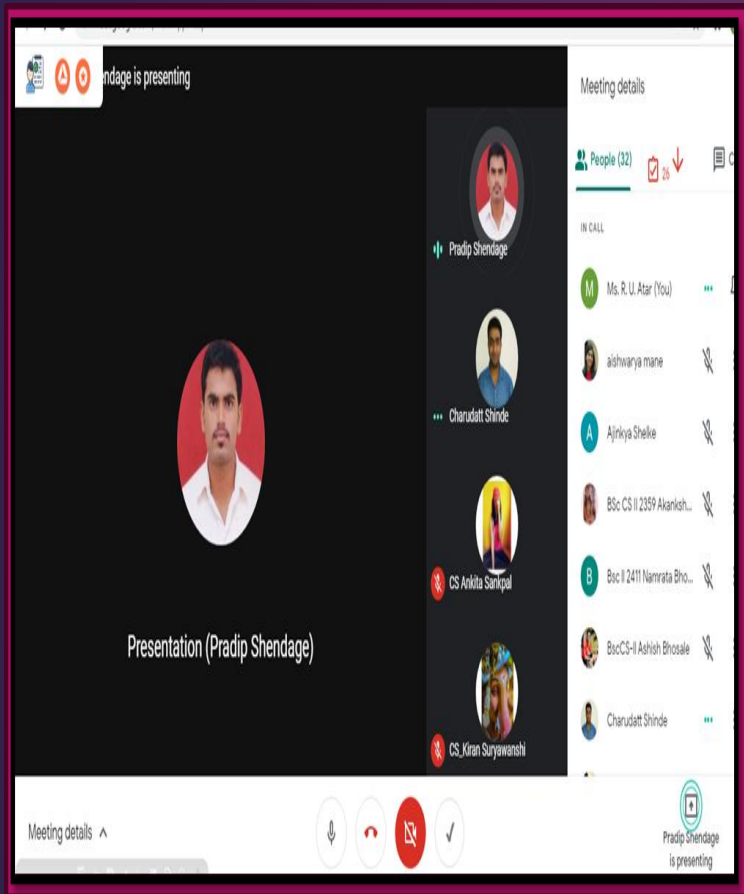 endage is presenting
Pradip Shendage
Charudatt Shinde
CS Ankita Sankpal
CS_Kiran Suryawanshi
Presentation (Pradip Shendage)
Meeting details
People (32)
26
IN CALL
M
Ms. R. U. Atar (You)
aishwarya mane
A
Ajinkya Shelke
BSc CS II 2359 Akanksh...
B
Bsc II 2411 Namrata Bho...
BscCS-II Ashish Bhosale
Charudatt Shinde
Meeting details
Pradip Shendage
is presenting